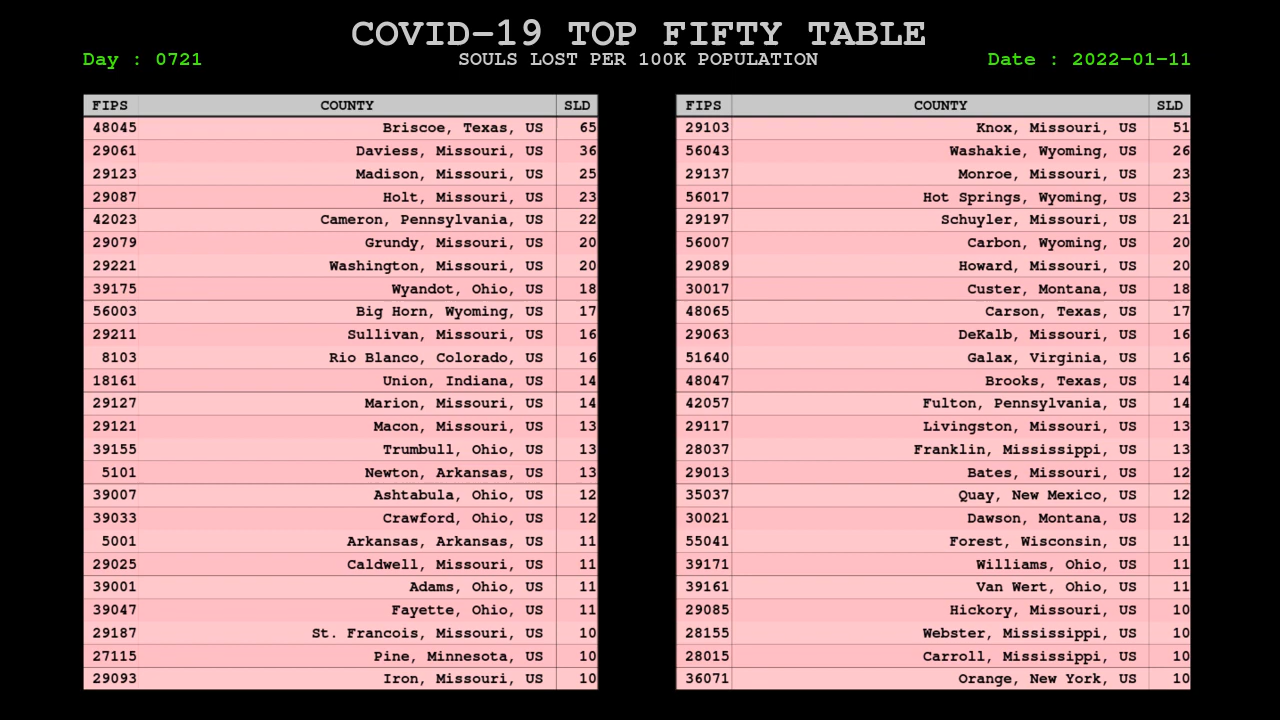 COVID-19 TOP FIFTY TABLE
Day : 0721 SOULS LOST PER 100K POPULATION Date : 2022-01-11
FIPS COUNTY SLD
48045 Briscoe, Texas, US 65
29061 Daviess, Missouri, US 36
29123 Madison, Missouri, US 25
29087 Holt, Missouri, US 23
42023 Cameron, Pennsylvania, US 22
29079 Grundy, Missouri, US 20
29221 Washington, Missouri, US 20
39175 Wyandot, Ohio, US 18
56003 Big Horn, Wyoming, US 17
29211 Sullivan, Missouri, US 16
8103 Rio Blanco, Colorado, US 16
18161 Union, Indiana, US 14
29127 Marion, Missouri, US 14
29121 Macon, Missouri, US 13
39155 Trumbull, Ohio, US 13
5101 Newton, Arkansas, US 13
39007 Ashtabula, Ohio, US 12
39033 Crawford, Ohio, US 12
5001 Arkansas, Arkansas, US 11
29025 Caldwell, Missouri, US 11
39001 Adams, Ohio, US 11
39047 Fayette, Ohio, US 11
29187 St. Francois, Missouri, US 10
27115 Pine, Minnesota, US 10
29093 Iron, Missouri, US 10
FIPS COUNTY SLD
29103 Knox, Missouri, US 51
56043 Washakie, Wyoming, US 26
29137 Monroe, Missouri, US 23
56017 Hot Springs, Wyoming, US 23
29197 Schuyler, Missouri, US 21
56007 Carbon, Wyoming, US 20
29089 Howard, Missouri, US 20
30017 Custer, Montana, US 18
48065 Carson, Texas, US 17
29063 DeKalb, Missouri, US 16
51640 Galax, Virginia, US 16
48047 Brooks, Texas, US 14
42057 Fulton, Pennsylvania, US 14
29117 Livingston, Missouri, US 13
28037 Franklin, Mississippi, US 13
29013 Bates, Missouri, US 12
35037 Quay, New Mexico, US 12
30021 Dawson, Montana, US 12
55041 Forest, Wisconsin, US 11
39171 Williams, Ohio, US 11
39161 Van Wert, Ohio, US 11
29085 Hickory, Missouri, US 10
28155 Webster, Mississippi, US 10
28015 Carroll, Mississippi, US 10
36071 Orange, New York, US 10